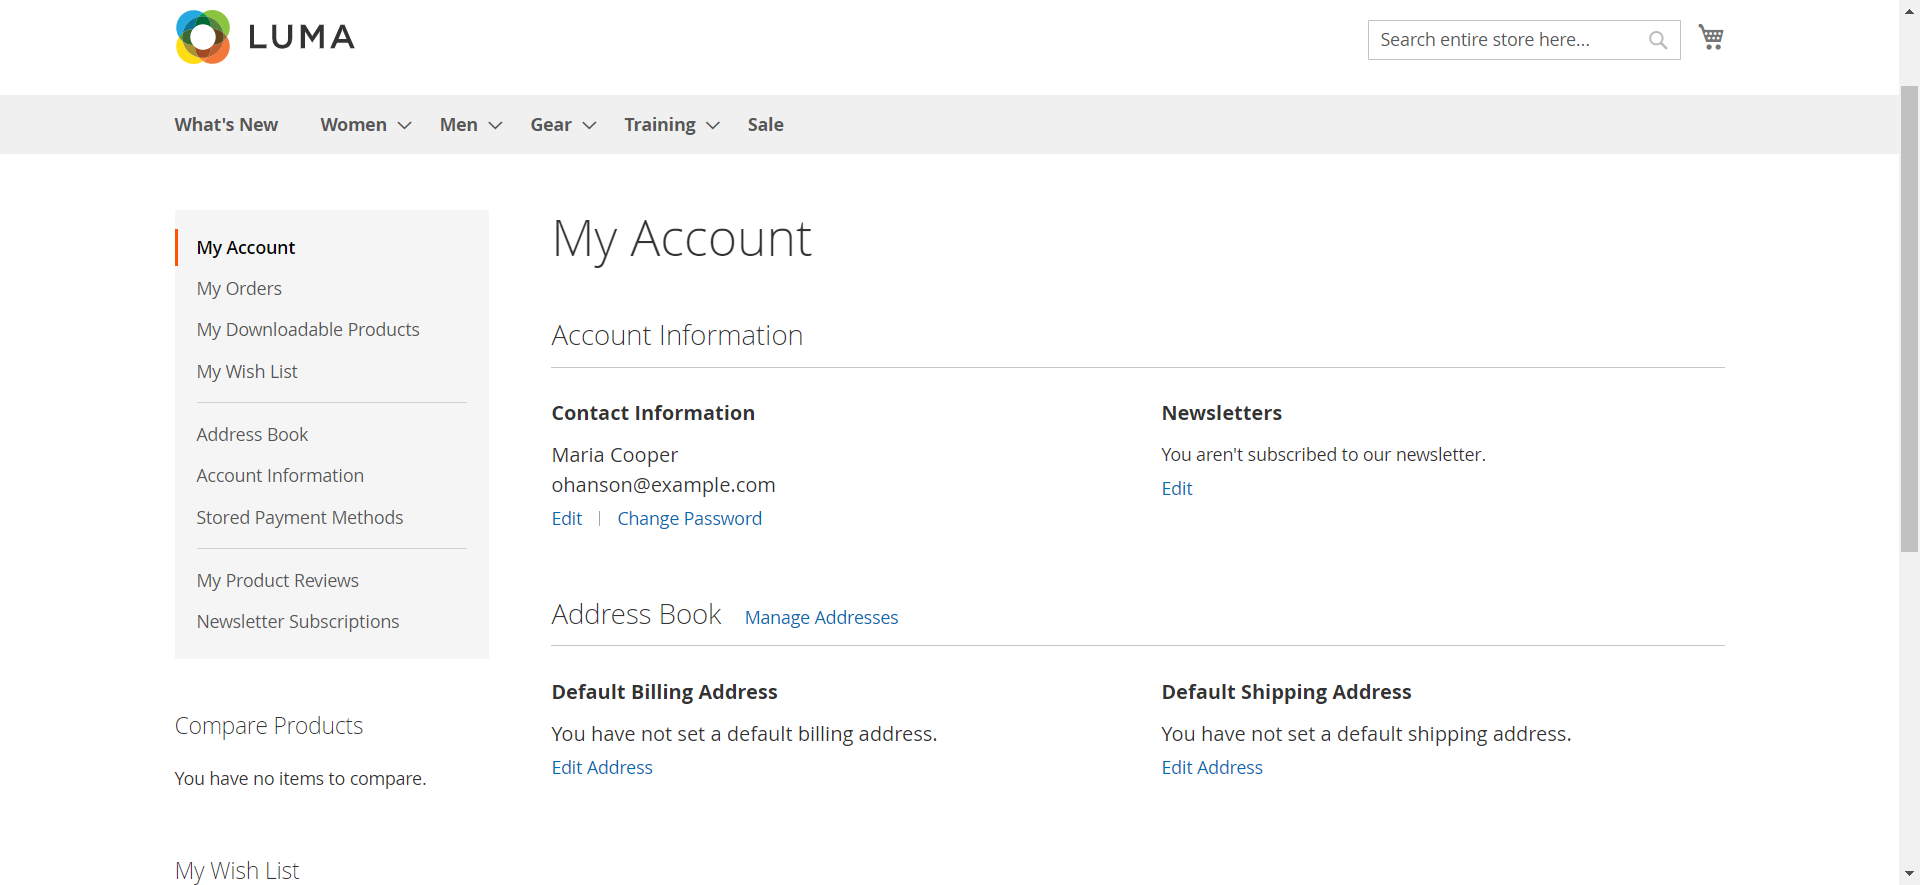 LUMA
Search entire store here...
What's New
Women
Men
Gear
Training
Sale
My Account
My Orders
My Downloadable Products
My Wish List
Address Book
Account Information
Stored Payment Methods
My Product Reviews
Newsletter Subscriptions
Compare Products
You have no items to compare.
My Wish List
My Account
Account Information
Contact Information
Maria Cooper
ohanson@example.com
Edit | Change Password
Newsletters
You aren't subscribed to our newsletter.
Edit
Address Book Manage Addresses
Default Billing Address
You have not set a default billing address.
Edit Address
Default Shipping Address
You have not set a default shipping address.
Edit Address